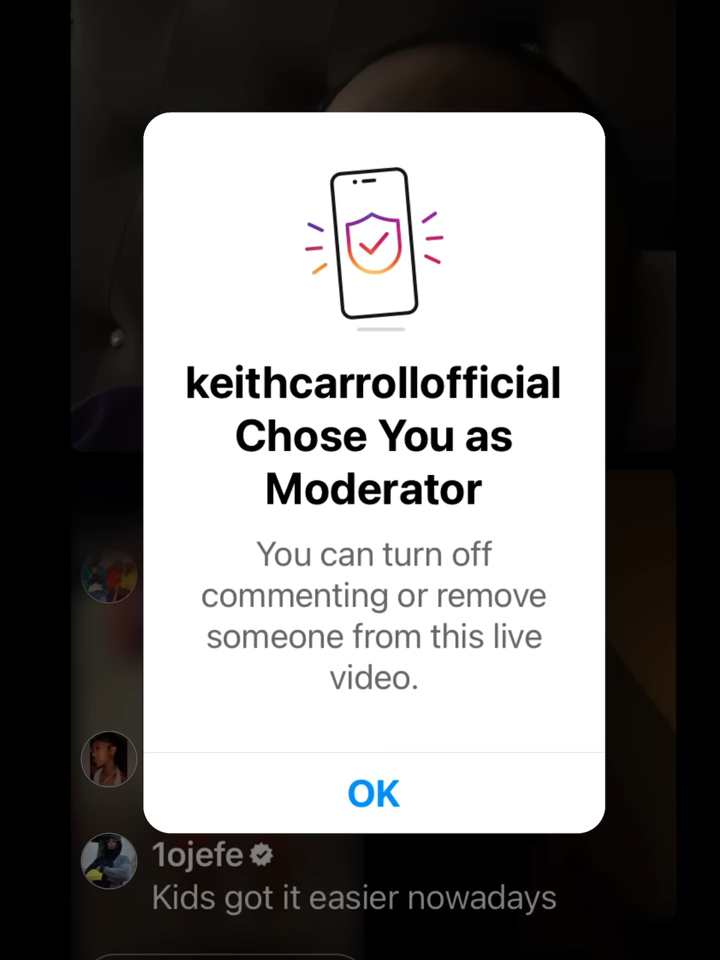 keithcarrollofficial
Chose You as
Moderator
You can turn off
commenting or remove
someone from this live
video.
OK
1ojefe
Kids got it easier nowadays